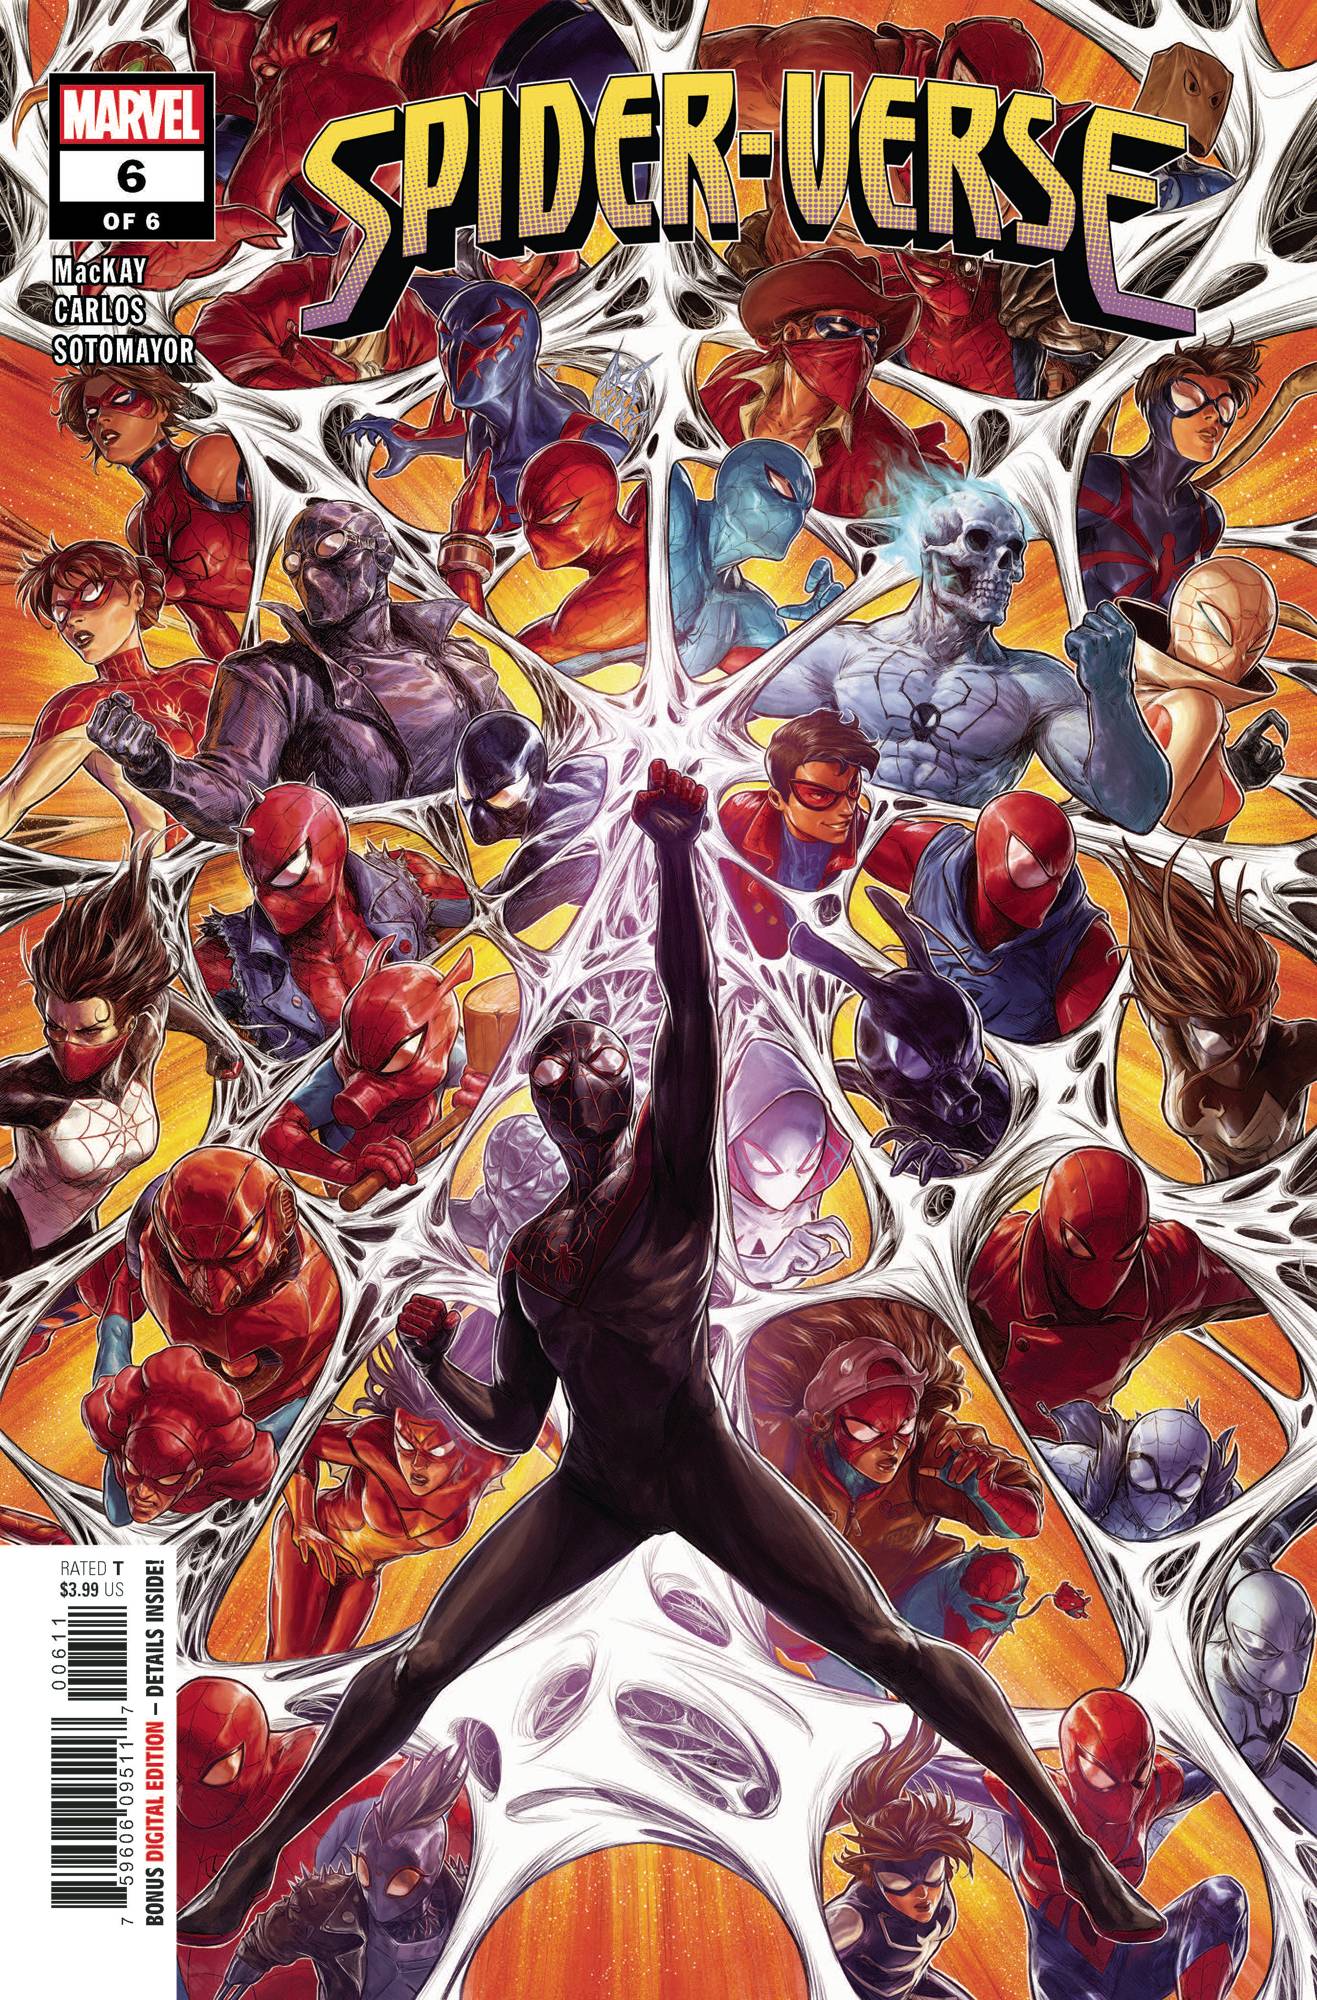 MARVEL
6
OF 6
MacKAY
CARLOS
SOTOMAYOR
SPIDER-VERSE
RATED T
$3.99 US
BONUS DIGITAL EDITION – DETAILS INSIDE!
00611
7 59606 09511 7